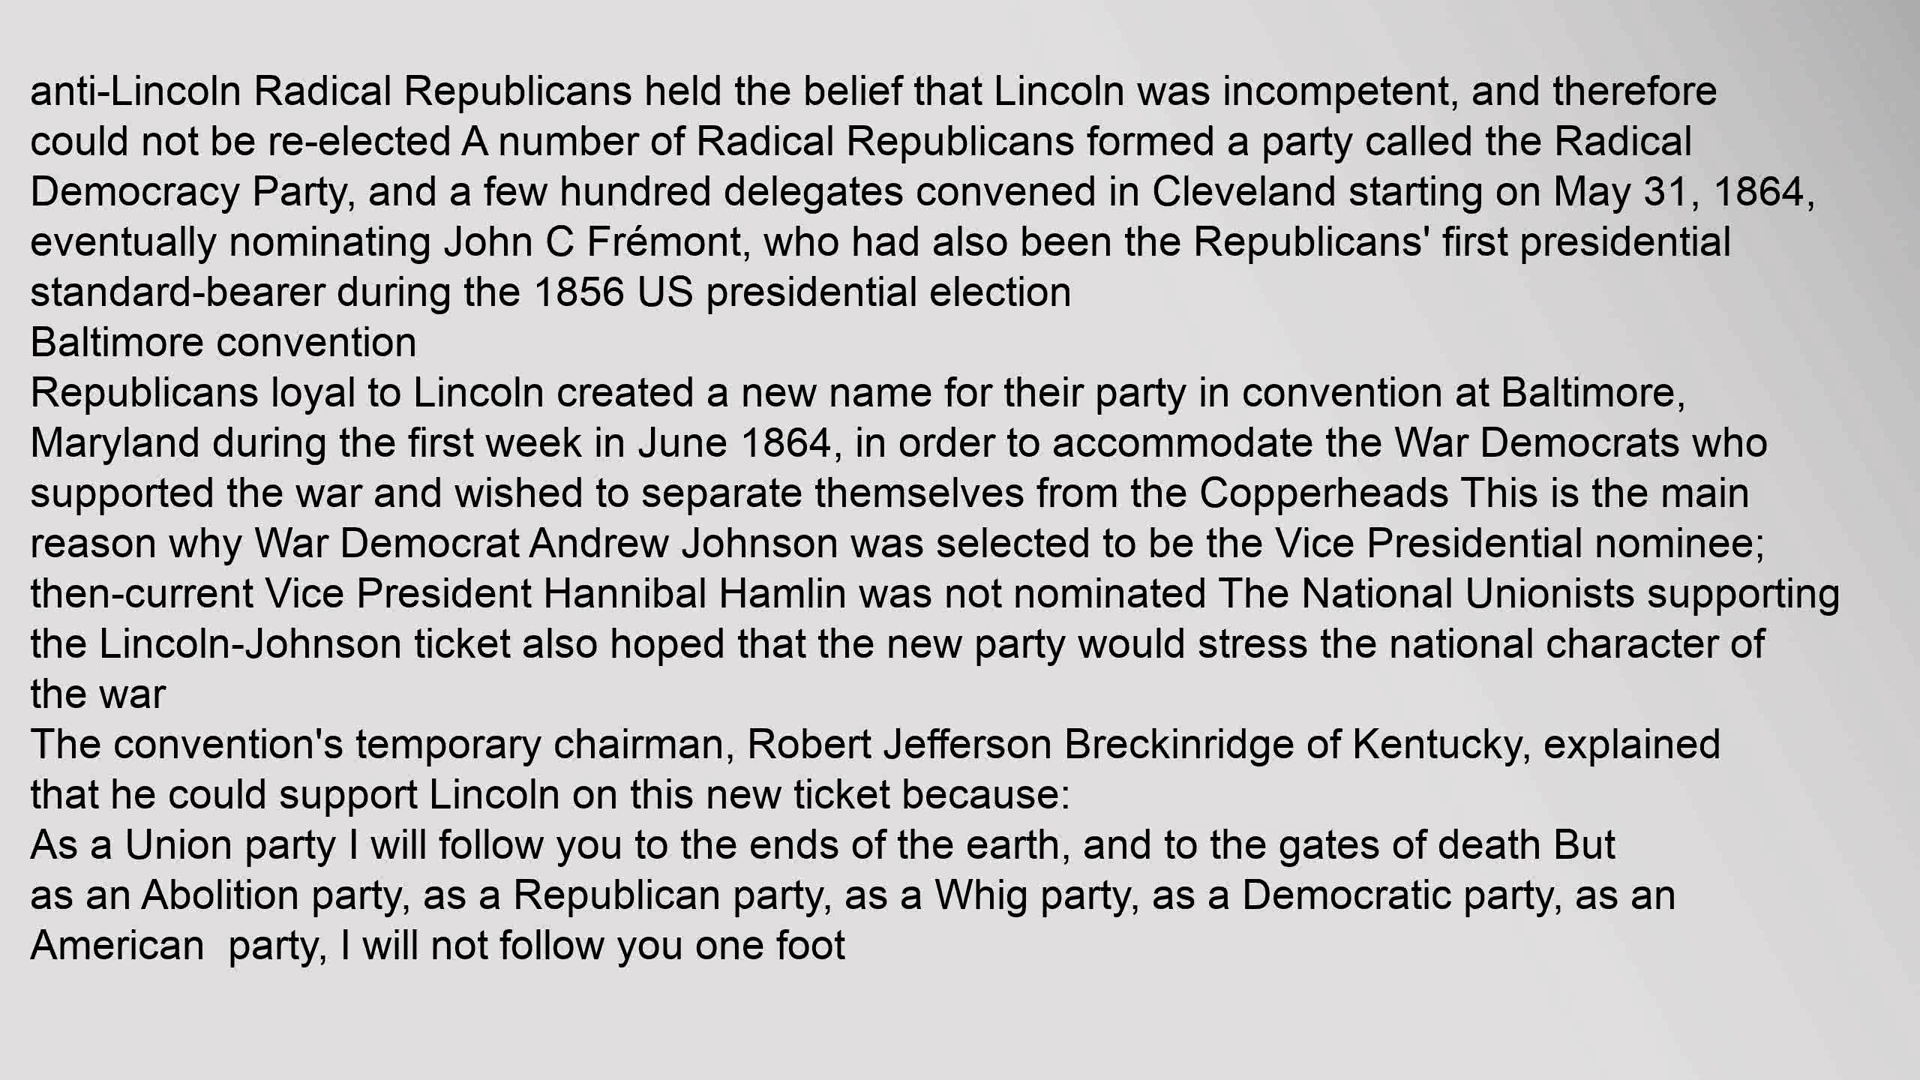 anti-Lincoln Radical Republicans held the belief that Lincoln was incompetent, and therefore
could not be re-elected A number of Radical Republicans formed a party called the Radical
Democracy Party, and a few hundred delegates convened in Cleveland starting on May 31, 1864,
eventually nominating John C Frémont, who had also been the Republicans' first presidential
standard-bearer during the 1856 US presidential election
Baltimore convention
Republicans loyal to Lincoln created a new name for their party in convention at Baltimore,
Maryland during the first week in June 1864, in order to accommodate the War Democrats who
supported the war and wished to separate themselves from the Copperheads This is the main
reason why War Democrat Andrew Johnson was selected to be the Vice Presidential nominee;
then-current Vice President Hannibal Hamlin was not nominated The National Unionists supporting
the Lincoln-Johnson ticket also hoped that the new party would stress the national character of
the war
The convention's temporary chairman, Robert Jefferson Breckinridge of Kentucky, explained
that he could support Lincoln on this new ticket because:
As a Union party I will follow you to the ends of the earth, and to the gates of death But
as an Abolition party, as a Republican party, as a Whig party, as a Democratic party, as an
American  party, I will not follow you one foot